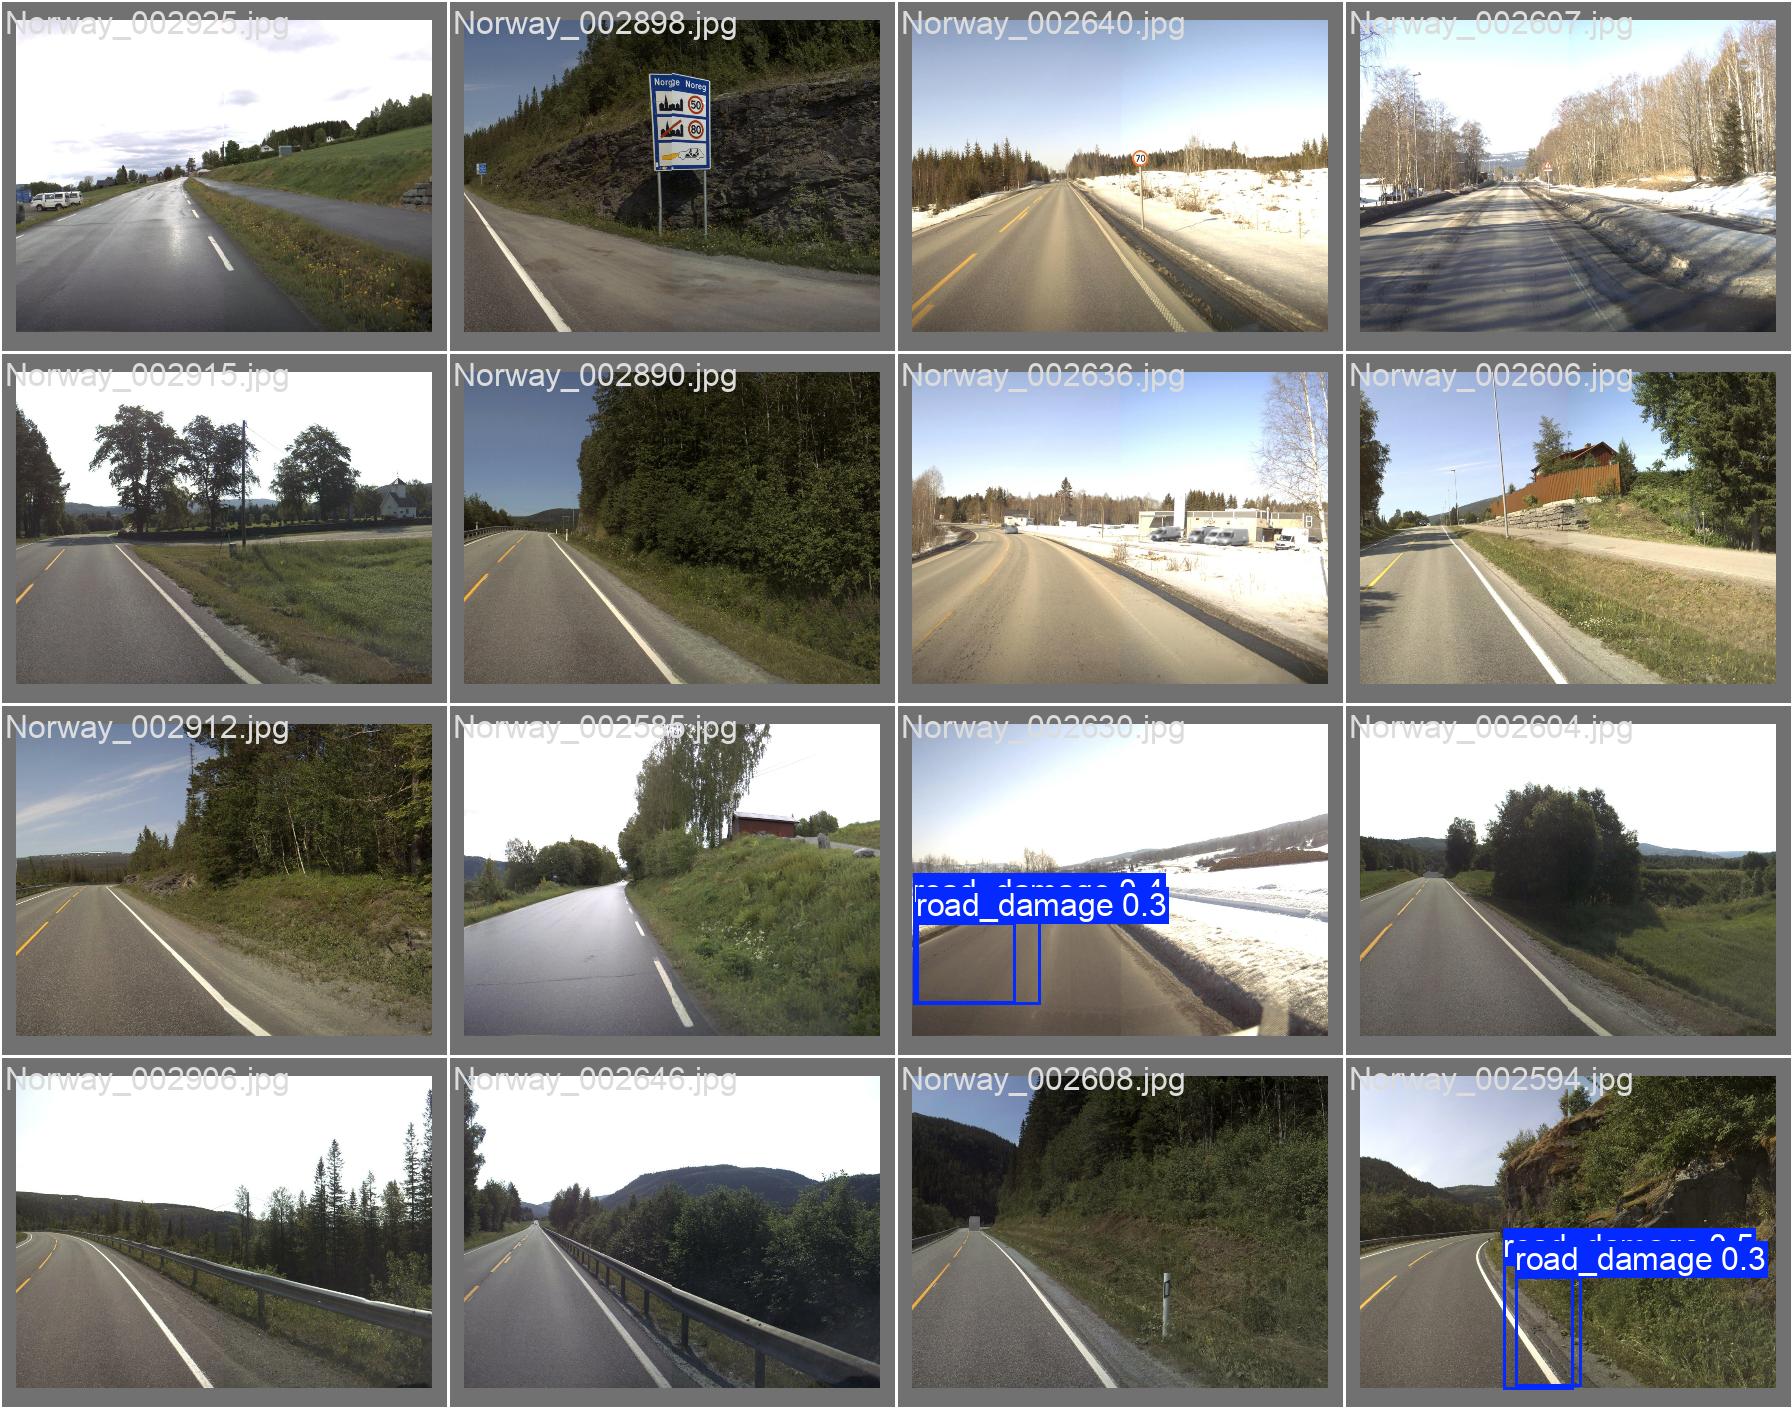 Norway_002925.jpg
Norway_002898.jpg
Norway_002640.jpg
Norway_002607.jpg
Norge Noreg
50
80
70
Norway_002915.jpg
Norway_002890.jpg
Norway_002636.jpg
Norway_002606.jpg
Norway_002912.jpg
Norway_002585.jpg
Norway_002630.jpg
Norway_002604.jpg
road_damage 0.4
road_damage 0.3
Norway_002906.jpg
Norway_002646.jpg
Norway_002608.jpg
Norway_002594.jpg
road_damage 0.5
road_damage 0.3